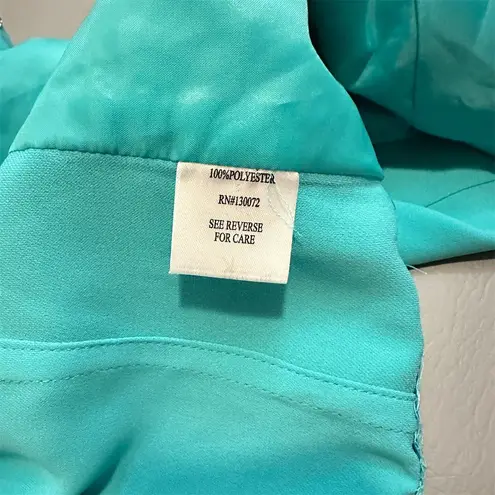 100%POLYESTER
RN#130072
SEE REVERSE
FOR CARE